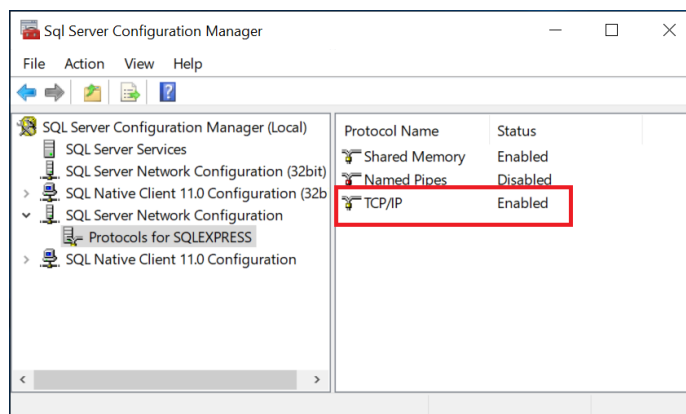 Sql Server Configuration Manager
File Action View Help
SQL Server Configuration Manager (Local)
SQL Server Services
SQL Server Network Configuration (32bit)
SQL Native Client 11.0 Configuration (32b
SQL Server Network Configuration
Protocols for SQLEXPRESS
SQL Native Client 11.0 Configuration
Protocol Name Status
Shared Memory Enabled
Named Pipes Disabled
TCP/IP Enabled